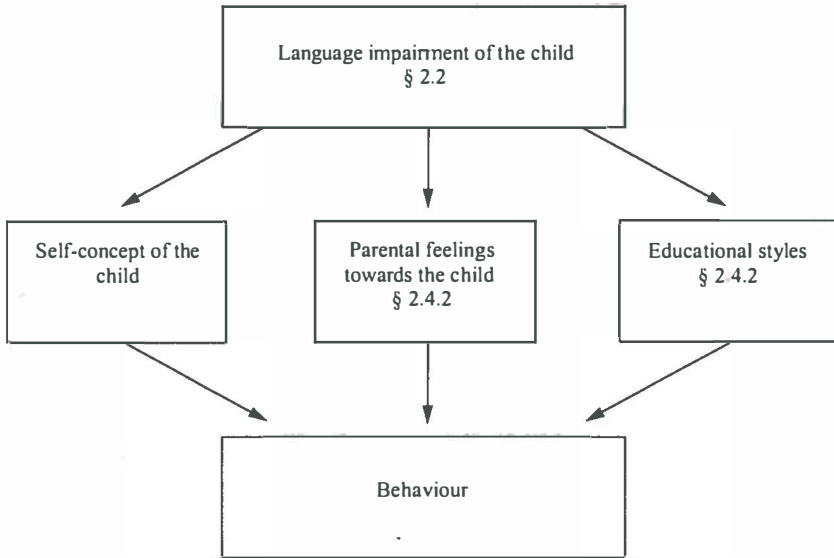 Language impairment of the child
§ 2.2
Self-concept of the
child
Parental feelings
towards the child
§ 2.4.2
Educational styles
§ 2.4.2
Behaviour